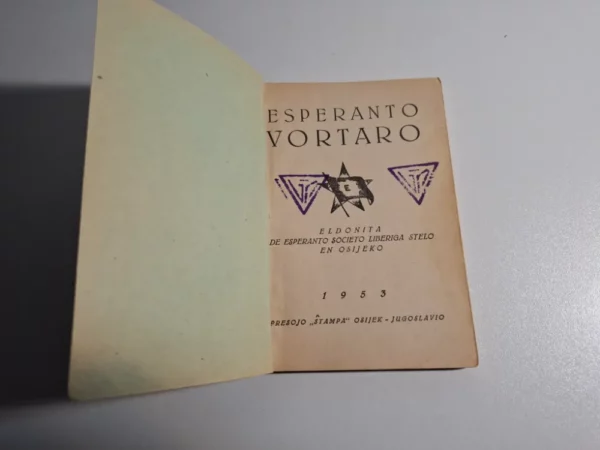 ESPERANTO
VORTARO
E
ELDONITA
DE ESPERANTO SOCIETO LIBERIGA STELO
EN OSIJEKO
1953
PRESOJO „ŠTAMPA” OSIJEK - JUGOSLAVIO